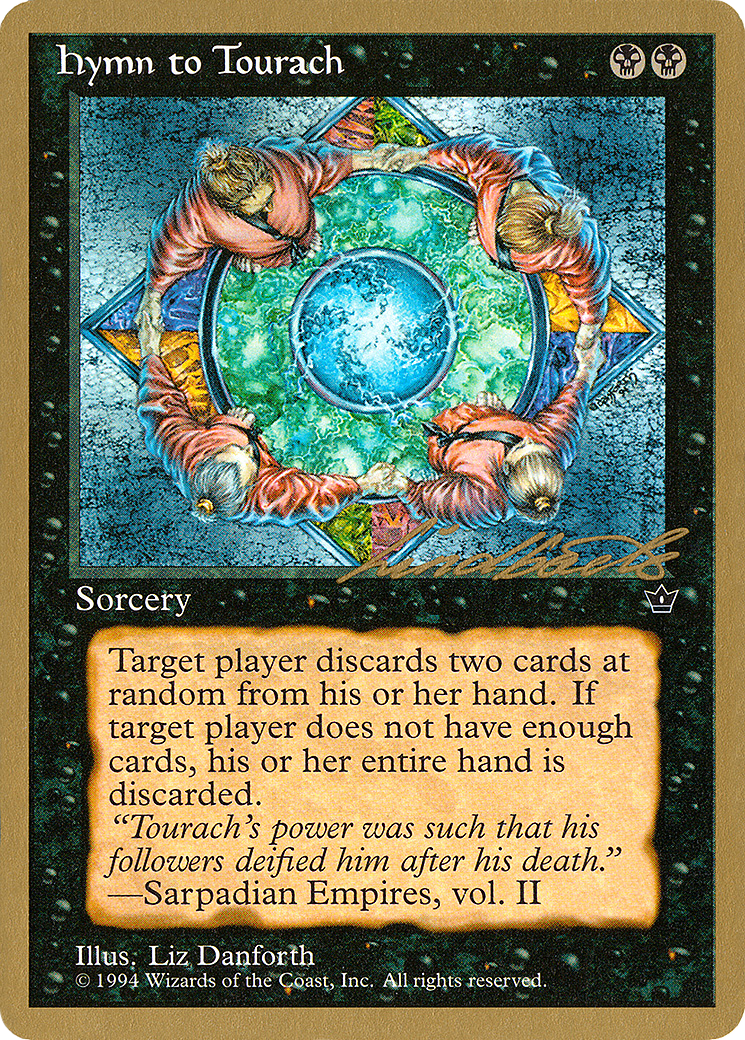 Hymn to Tourach
Sorcery
Target player discards two cards at
random from his or her hand. If
target player does not have enough
cards, his or her entire hand is
discarded.
“Tourach’s power was such that his
followers deified him after his death.”
—Sarpadian Empires, vol. II
Illus. Liz Danforth
© 1994 Wizards of the Coast, Inc. All rights reserved.